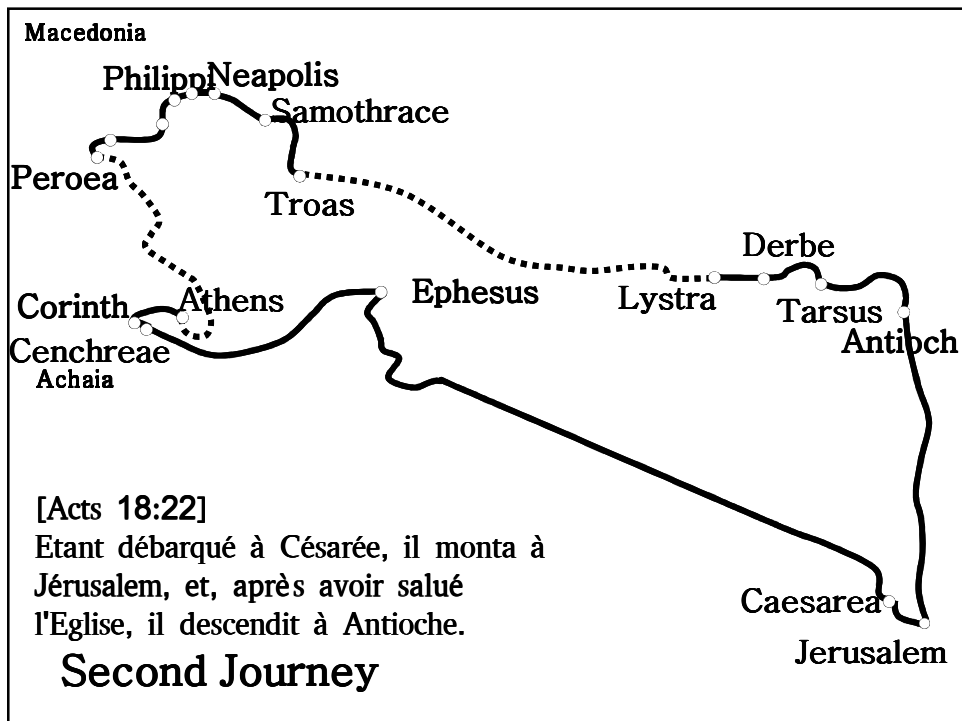 Macedonia
Philippi
Neapolis
Samothrace
Peroea
Troas
Derbe
Ephesus
Lystra
Corinth
Athens
Tarsus
Cenchreae
Antioch
Achaia
[Acts 18:22]
Etant débarqué à Césarée, il monta à
Jérusalem, et, après avoir salué
l'Eglise, il descendit à Antioche.
Caesarea
Jerusalem
Second Journey